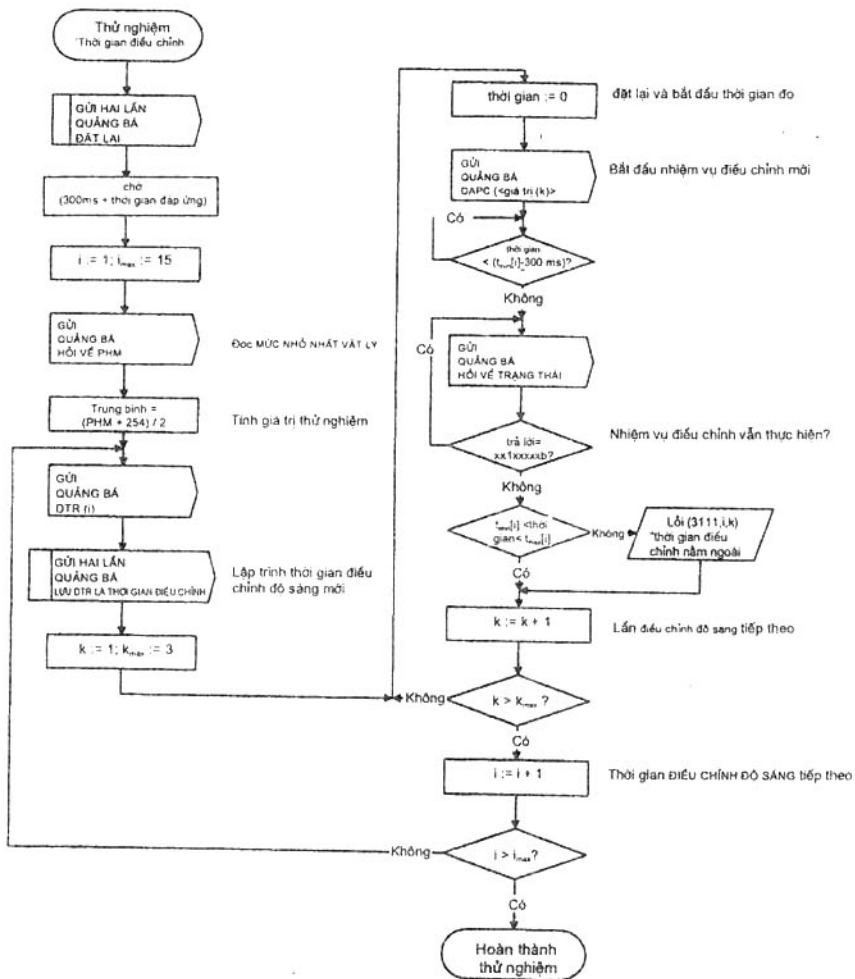 Thử nghiệm
'Thời gian điều chỉnh
GỬI HAI LẦN
QUẢNG BÁ
ĐẶT LẠI
chờ
(300ms + thời gian đáp ứng)
i := 1; imax := 15
GỬI
QUẢNG BÁ
HỎI VỀ PHM
Đọc MỨC NHỎ NHẤT VẬT LÝ
Trung bình =
(PHM + 254) / 2
Tính giá trị thử nghiệm
GỬI
QUẢNG BÁ
DTR (i)
GỬI HAI LẦN
QUẢNG BÁ
LƯU DTR LÀ THỜI GIAN ĐIỀU CHỈNH
Lập trình thời gian điều
chỉnh độ sáng mới
k := 1; kmax := 3
thời gian := 0
đặt lại và bắt đầu thời gian đo
GỬI
QUẢNG BÁ
DAPC (<giá trị (k)>
Bắt đầu nhiệm vụ điều chỉnh mới
Có
thời gian
< (tmin[i]-300 ms)?
Không
Có
GỬI
QUẢNG BÁ
HỎI VỀ TRẠNG THÁI
trả lời=
xx1xxxxxb?
Nhiệm vụ điều chỉnh vẫn thực hiện?
Không
tmin[i] <thời
gian< tmax[i]
Không
Lỗi (3111,i,k)
"thời gian điều
chỉnh nằm ngoài
Có
k := k + 1
Lần điều chỉnh độ sang tiếp theo
Không
k > kmax ?
Có
i := i + 1
Thời gian ĐIỀU CHỈNH ĐỘ SÁNG tiếp theo
Không
i > imax?
Có
Hoàn thành
thử nghiệm